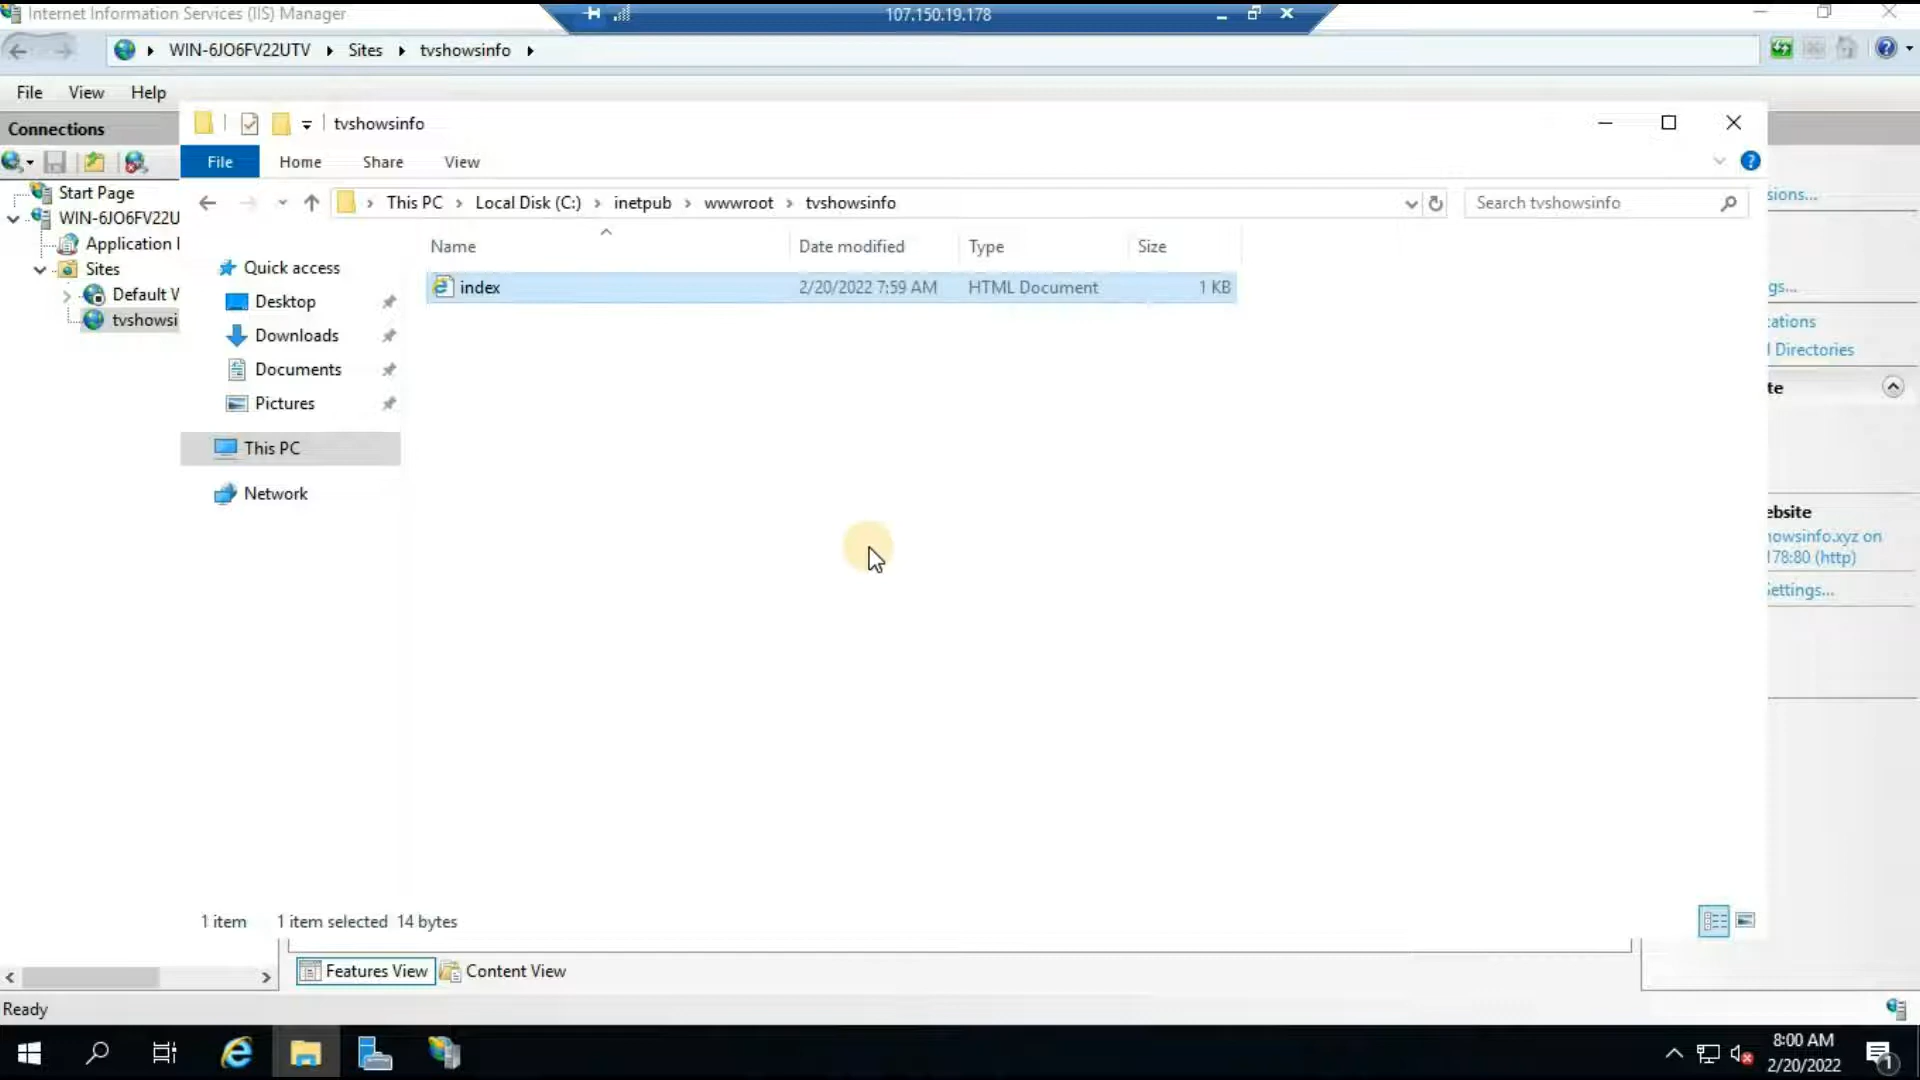 Internet Information Services (IIS) Manager
107.150.19.178
WIN-6JO6FV22UTV Sites tvshowsinfo
File View Help
tvshowsinfo
Connections
File Home Share View
Start Page
WIN-6JO6FV22U
Application
Sites
Default
tvshowsi
This PC Local Disk (C:) inetpub wwwroot tvshowsinfo
Search tvshowsinfo
Name Date modified Type Size
index 2/20/2022 7:59 AM HTML Document 1 KB
Quick access
Desktop
Downloads
Documents
Pictures
This PC
Network
sions...
gs...
ations
Directories
te
ebsite
howsinfo.xyz on
178:80 (http)
Settings...
1 item 1 item selected 14 bytes
Features View Content View
Ready
8:00 AM
2/20/2022
1